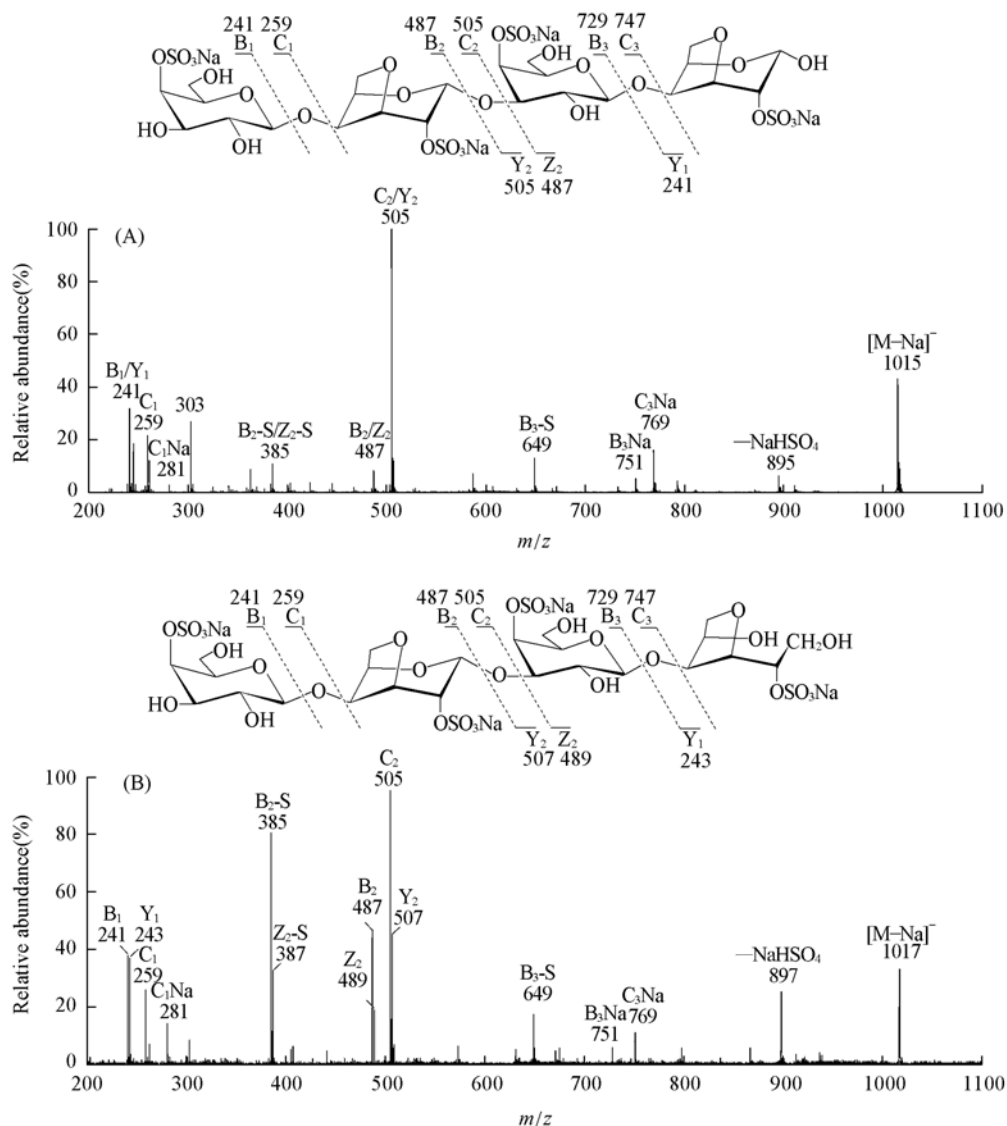 241 259 487 505 729 747
B₁ C₁ B₂ C₂ B₃ C₃
OSO₃Na OH OSO₃Na OH O
O O O O O OH
HO OH O OSO₃Na O OH O OSO₃Na
Y₂ Z₂ Y₁
505 487 241
C₂/Y₂
505
(A)
[M−Na]⁻
1015
B₁/Y₁
241
C₁
259
303
C₁Na
281
B₂-S/Z₂-S
385
B₂/Z₂
487
B₃-S
649
C₃Na
769
B₃Na
751
—NaHSO₄
895
Relative abundance(%)
100
80
60
40
20
0
200 300 400 500 600 700 800 900 1000 1100
m/z
241 259 487 505 729 747
B₁ C₁ B₂ C₂ B₃ C₃
OSO₃Na OH OSO₃Na OH O
O O O O OH CH₂OH
HO OH O OSO₃Na O OH O OSO₃Na
Y₂ Z₂ Y₁
507 489 243
(B)
C₂
505
B₂-S
385
B₂
487
Y₂
507
B₁
241
Y₁
243
C₁
259
C₁Na
281
Z₂-S
387
Z₂
489
B₃-S
649
B₃Na
751
C₃Na
769
—NaHSO₄
897
[M−Na]⁻
1017
Relative abundance(%)
100
80
60
40
20
0
200 300 400 500 600 700 800 900 1000 1100
m/z